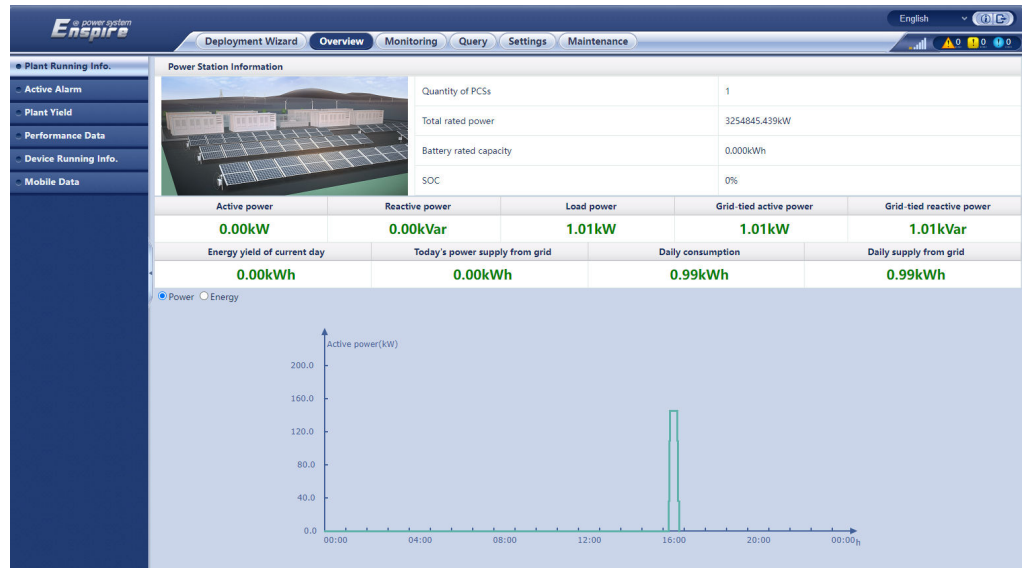 Enspire e power system
English
Deployment Wizard Overview Monitoring Query Settings Maintenance
0 0 0
Plant Running Info.
Active Alarm
Plant Yield
Performance Data
Device Running Info.
Mobile Data
Power Station Information
Quantity of PCSs 1
Total rated power 3254845.439kW
Battery rated capacity 0.000kWh
SOC 0%
Active power Reactive power Load power Grid-tied active power Grid-tied reactive power
0.00kW 0.00kVar 1.01kW 1.01kW 1.01kVar
Energy yield of current day Today's power supply from grid Daily consumption Daily supply from grid
0.00kWh 0.00kWh 0.99kWh 0.99kWh
Power Energy
Active power(kW)
200.0
160.0
120.0
80.0
40.0
0.0
00:00 04:00 08:00 12:00 16:00 20:00 00:00 h